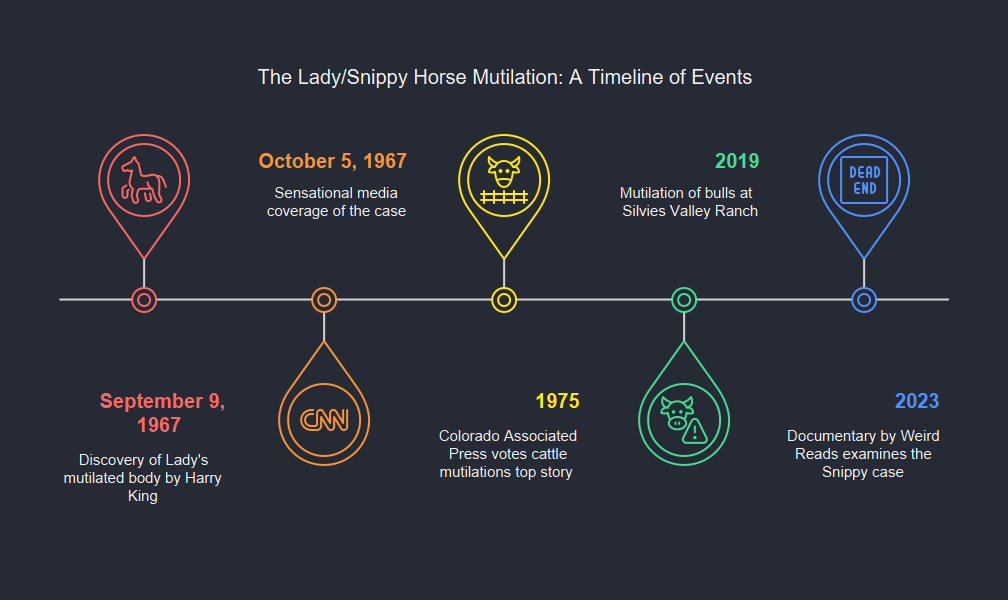 The Lady/Snippy Horse Mutilation: A Timeline of Events
September 9,
1967
Discovery of Lady's
mutilated body by Harry
King
October 5, 1967
Sensational media
coverage of the case
CNN
1975
Colorado Associated
Press votes cattle
mutilations top story
2019
Mutilation of bulls at
Silvies Valley Ranch
DEAD
END
2023
Documentary by Weird
Reads examines the
Snippy case